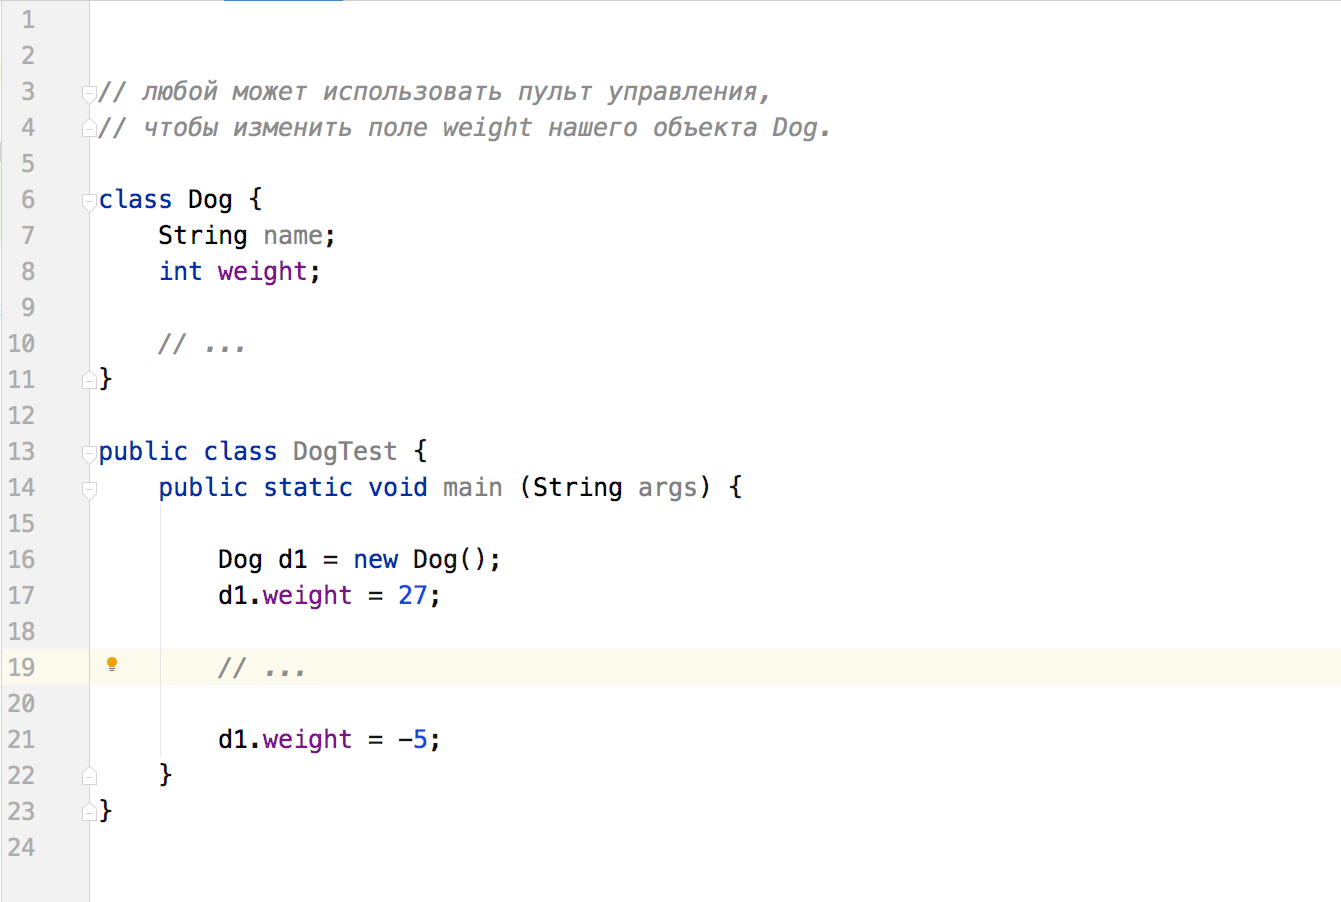 1
2
3 // любой может использовать пульт управления,
4 // чтобы изменить поле weight нашего объекта Dog.
5
6 class Dog {
7 String name;
8 int weight;
9
10 // ...
11 }
12
13 public class DogTest {
14 public static void main (String args) {
15
16 Dog d1 = new Dog();
17 d1.weight = 27;
18
19 // ...
20
21 d1.weight = -5;
22 }
23 }
24